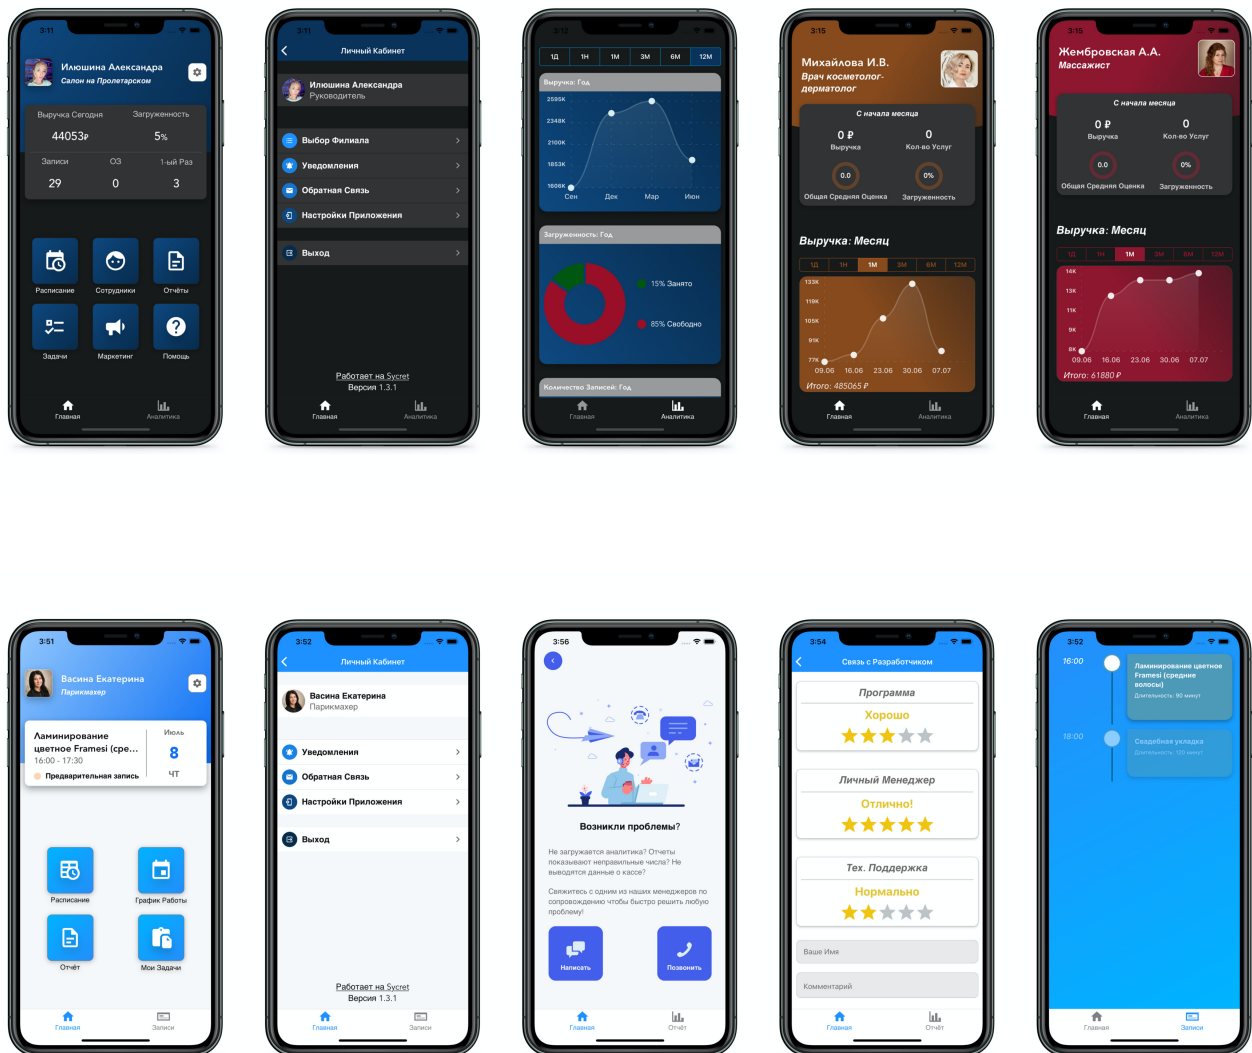 3:11
Илюшина Александра
Салон на Пролетарском
Выручка Сегодня
Загруженность
44053₽
5%
Записи
ОЗ
1-ый Раз
29
0
3
Расписание
Сотрудники
Отчёты
Задачи
Маркетинг
Помощь
Главная
Аналитика
3:11
Личный Кабинет
Илюшина Александра
Руководитель
Выбор Филиала
Уведомления
Обратная Связь
Настройки Приложения
Выход
Работает на Sycret
Версия 1.3.1
Главная
Аналитика
3:12
1Д 1Н 1М 3М 6М 12М
Выручка: Год
2595K
2348K
2100K
1853K
1606K
Сен Дек Мар Июн
Загруженность: Год
15% Занято
85% Свободно
Количество Записей: Год
Главная
Аналитика
3:15
Михайлова И.В.
Врач косметолог-
дерматолог
С начала месяца
0 ₽
0
Выручка
Кол-во Услуг
0.0
0%
Общая Средняя Оценка
Загруженность
Выручка: Месяц
1Д 1Н 1М 3М 6М 12М
133K
119K
105K
91K
77K
09.06 16.06 23.06 30.06 07.07
Итого: 485065 ₽
Главная
Аналитика
3:15
Жембровская А.А.
Массажист
С начала месяца
0 ₽
0
Выручка
Кол-во Услуг
0.0
0%
Общая Средняя Оценка
Загруженность
Выручка: Месяц
1Д 1Н 1М 3М 6М 12М
14K
13K
11K
9K
8K
09.06 16.06 23.06 30.06 07.07
Итого: 61880 ₽
Главная
Аналитика
3:51
Васина Екатерина
Парикмахер
Ламинирование
цветное Framesi (сре...
16:00 - 17:30
Предварительная запись
Июль
8
ЧТ
Расписание
График Работы
Отчёт
Мои Задачи
Главная
Записи
3:52
Личный Кабинет
Васина Екатерина
Парикмахер
Уведомления
Обратная Связь
Настройки Приложения
Выход
Работает на Sycret
Версия 1.3.1
Главная
Записи
3:56
Возникли проблемы?
Не загружается аналитика? Отчеты
показывают неправильные числа? Не
выводятся данные о кассе?
Свяжитесь с одним из наших менеджеров по
сопровождению чтобы быстро решить любую
проблему!
Написать
Позвонить
Главная
Отчёт
3:54
Связь с Разработчиком
Программа
Хорошо
Личный Менеджер
Отлично!
Тех. Поддержка
Нормально
Ваше Имя
Комментарий
Главная
Отчёт
3:52
16:00
Ламинирование цветное
Framesi (средние
волосы)
Длительность: 90 минут
18:00
Свадебная укладка
Длительность: 120 минут
Главная
Записи